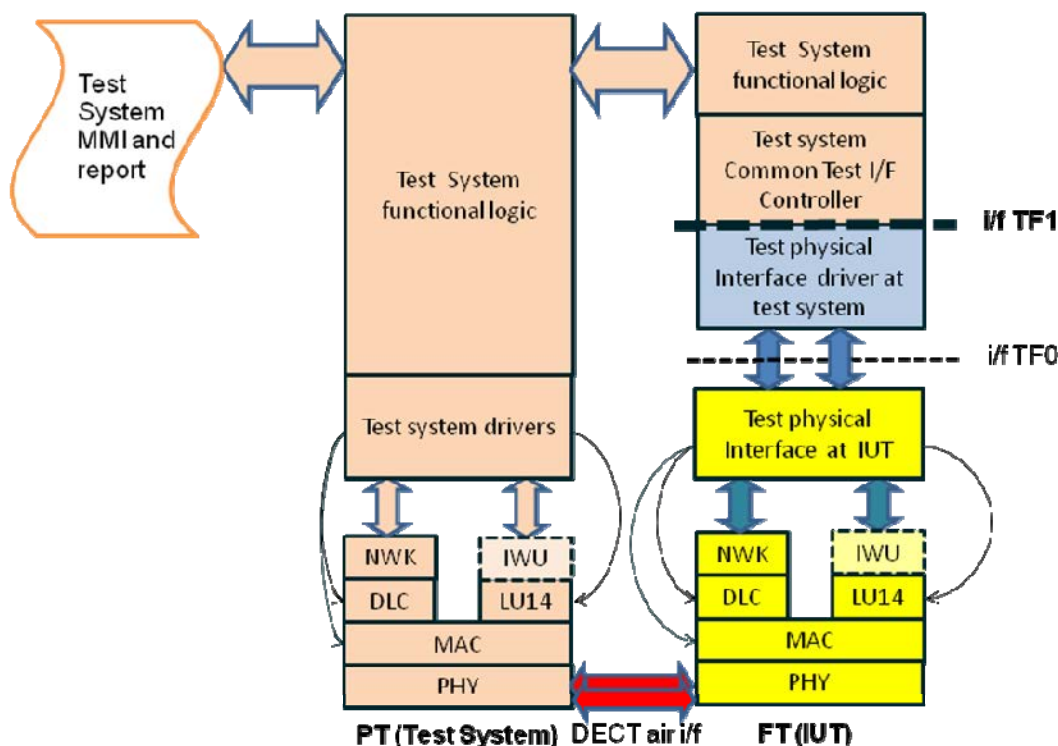 Test
System
MMI and
report
Test System
functional logic
Test System
functional logic
Test system
Common Test I/F
Controller
i/f TF1
Test physical
Interface driver at
test system
i/f TF0
Test system drivers
Test physical
Interface at IUT
NWK
IWU
DLC
LU14
MAC
PHY
NWK
IWU
DLC
LU14
MAC
PHY
PT (Test System)
DECT air i/f
FT (IUT)